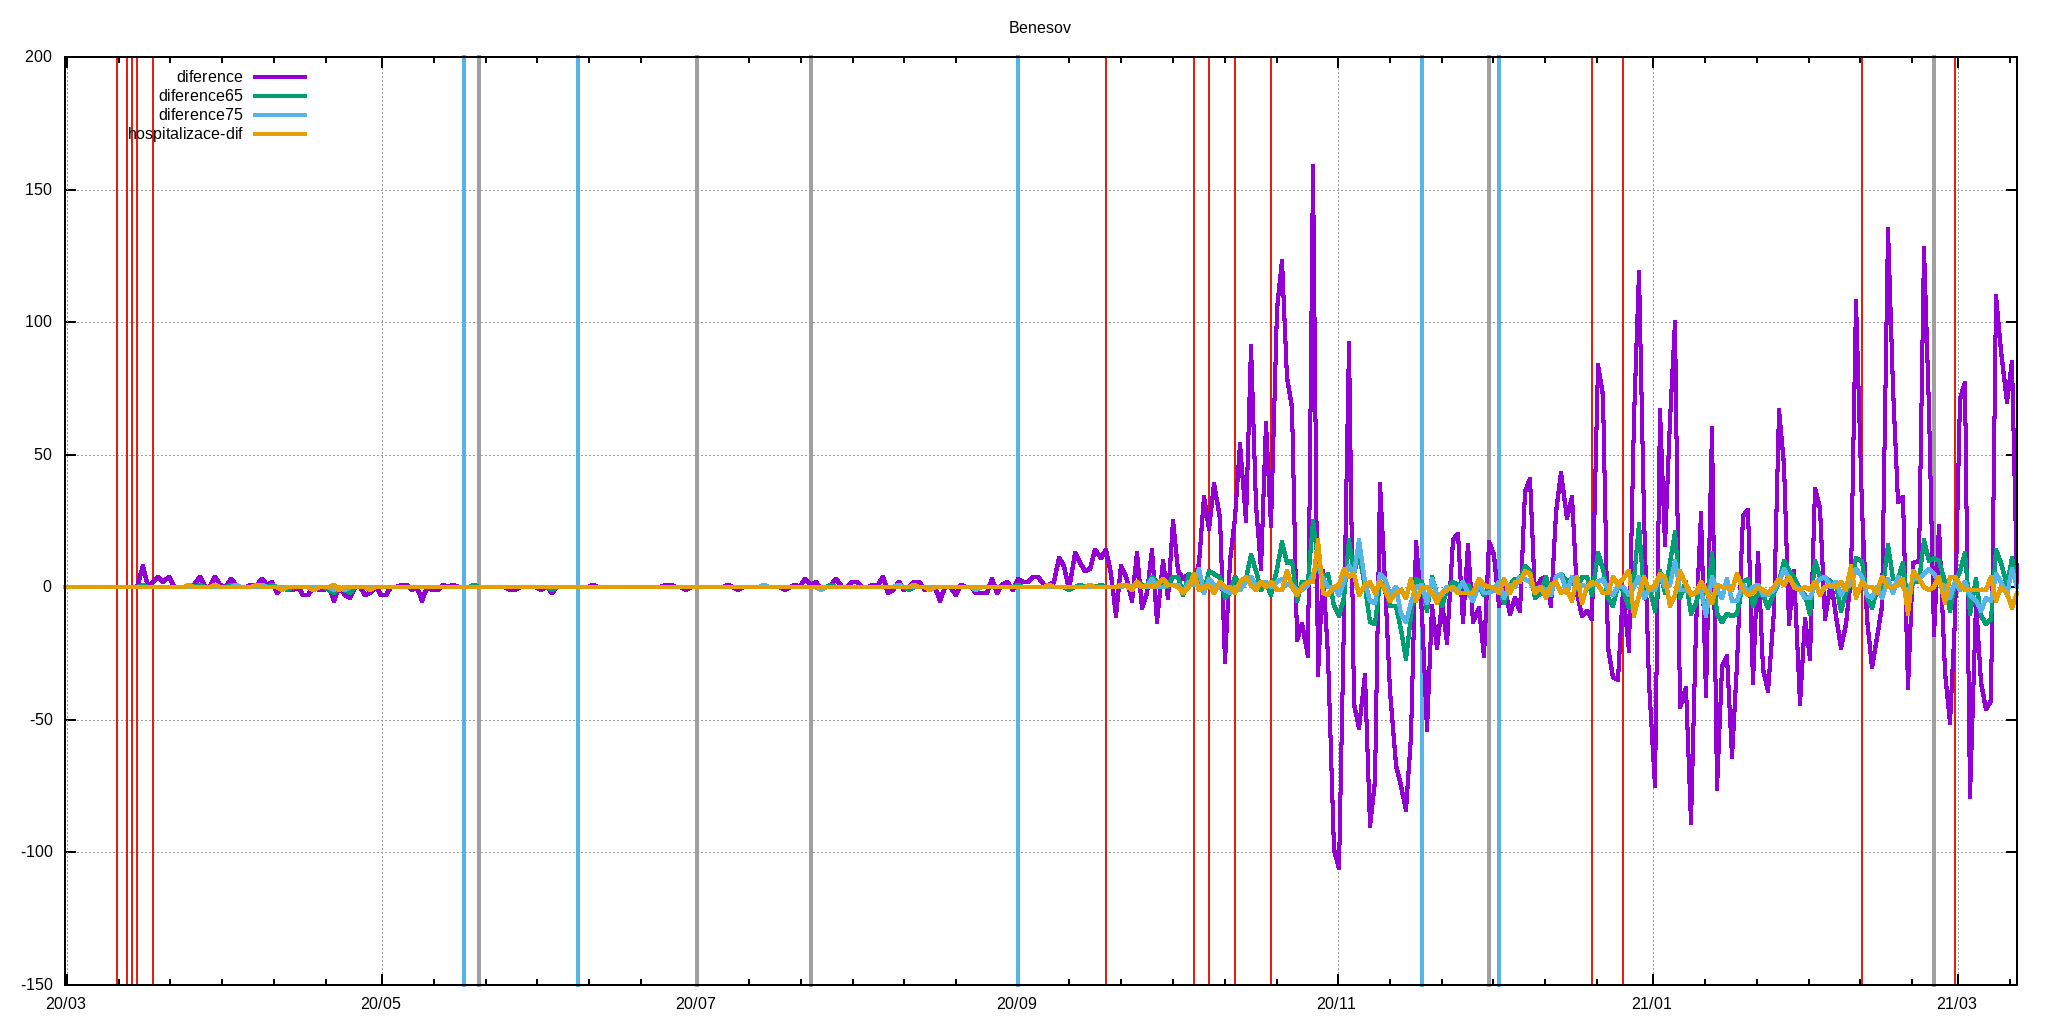 Benesov
200
diference
diference65
diference75
hospitalizace-dif
150
100
50
0
-50
-100
-150
20/03 20/05 20/07 20/09 20/11 21/01 21/03